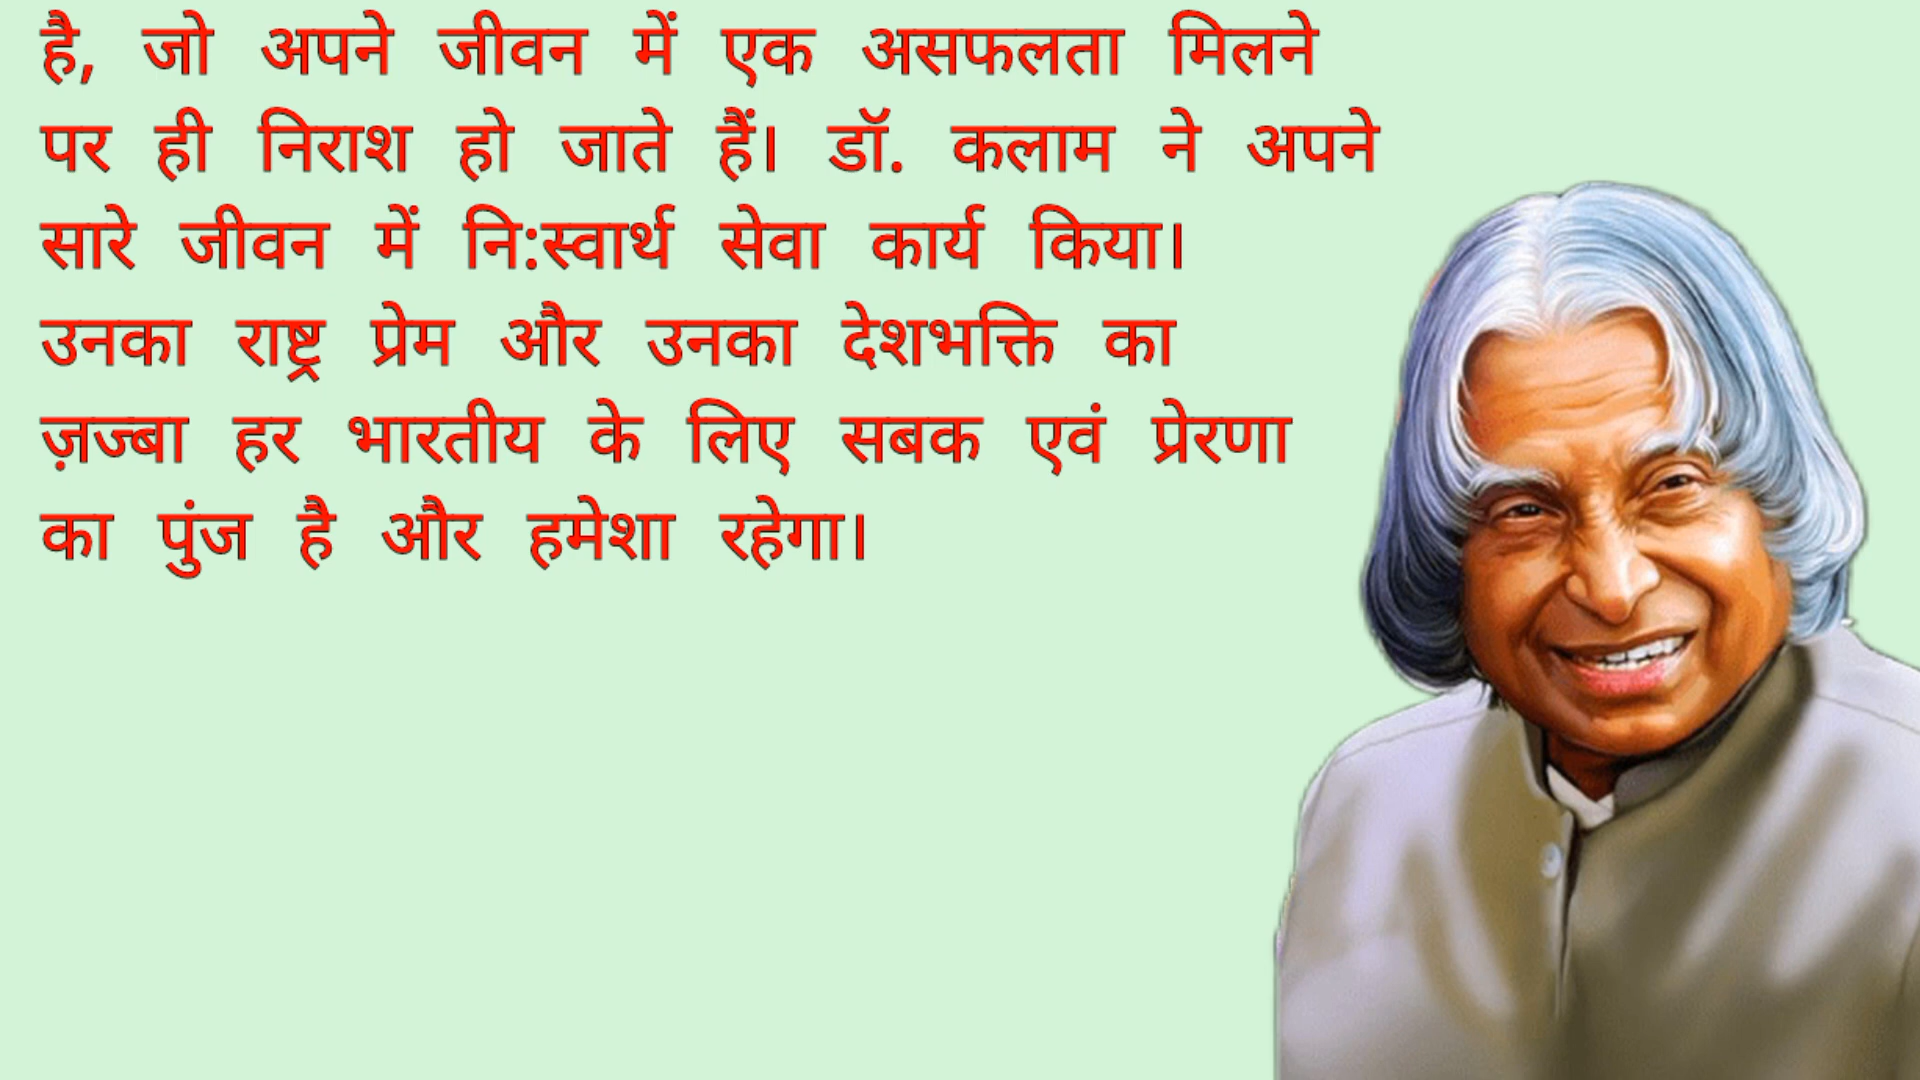 है, जो अपने जीवन में एक असफलता मिलने
पर ही निराश हो जाते हैं। डॉ. कलाम ने अपने
सारे जीवन में नि:स्वार्थ सेवा कार्य किया।
उनका राष्ट्र प्रेम और उनका देशभक्ति का
ज़ज्बा हर भारतीय के लिए सबक एवं प्रेरणा
का पुंज है और हमेशा रहेगा।